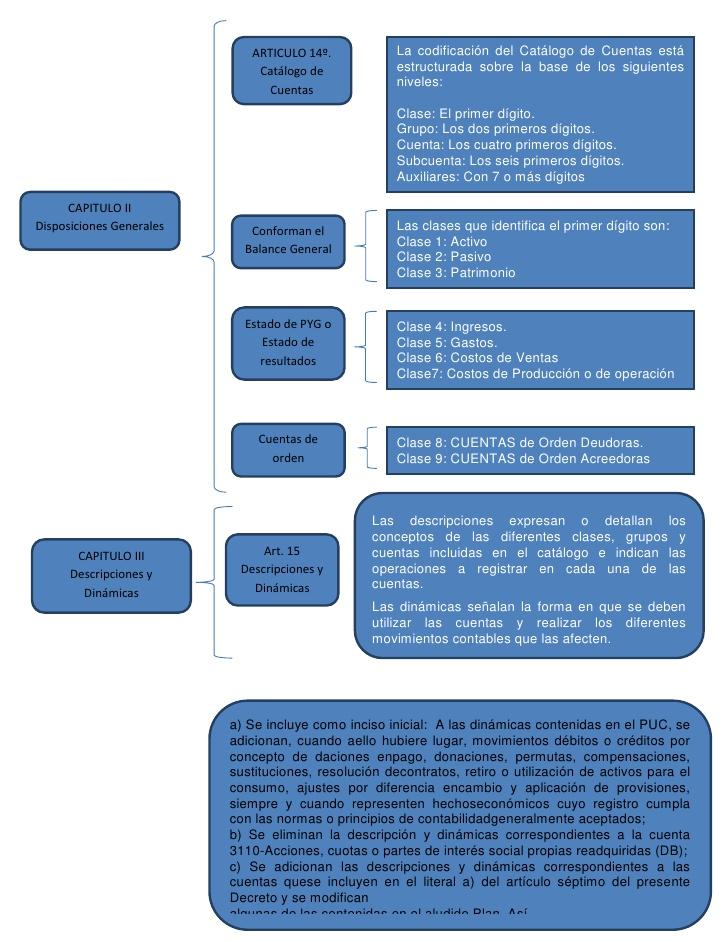 CAPITULO II
Disposiciones Generales
ARTICULO 14º.
Catálogo de
Cuentas
La codificación del Catálogo de Cuentas está
estructurada sobre la base de los siguientes
niveles:
Clase: El primer dígito.
Grupo: Los dos primeros dígitos.
Cuenta: Los cuatro primeros dígitos.
Subcuenta: Los seis primeros dígitos.
Auxiliares: Con 7 o más dígitos
Conforman el
Balance General
Las clases que identifica el primer dígito son:
Clase 1: Activo
Clase 2: Pasivo
Clase 3: Patrimonio
Estado de PYG o
Estado de
resultados
Clase 4: Ingresos.
Clase 5: Gastos.
Clase 6: Costos de Ventas
Clase7: Costos de Producción o de operación
Cuentas de
orden
Clase 8: CUENTAS de Orden Deudoras.
Clase 9: CUENTAS de Orden Acreedoras
CAPITULO III
Descripciones y
Dinámicas
Art. 15
Descripciones y
Dinámicas
Las descripciones expresan o detallan los
conceptos de las diferentes clases, grupos y
cuentas incluidas en el catálogo e indican las
operaciones a registrar en cada una de las
cuentas.
Las dinámicas señalan la forma en que se deben
utilizar las cuentas y realizar los diferentes
movimientos contables que las afecten.
a) Se incluye como inciso inicial: A las dinámicas contenidas en el PUC, se
adicionan, cuando aello hubiere lugar, movimientos débitos o créditos por
concepto de daciones enpago, donaciones, permutas, compensaciones,
sustituciones, resolución decontratos, retiro o utilización de activos para el
consumo, ajustes por diferencia encambio y aplicación de provisiones,
siempre y cuando representen hechoseconómicos cuyo registro cumpla
con las normas o principios de contabilidadgeneralmente aceptados;
b) Se eliminan la descripción y dinámicas correspondientes a la cuenta
3110-Acciones, cuotas o partes de interés social propias readquiridas (DB);
c) Se adicionan las descripciones y dinámicas correspondientes a las
cuentas quese incluyen en el literal a) del artículo séptimo del presente
Decreto y se modifican
algunas de las contenidas en el aludido Plan. Así